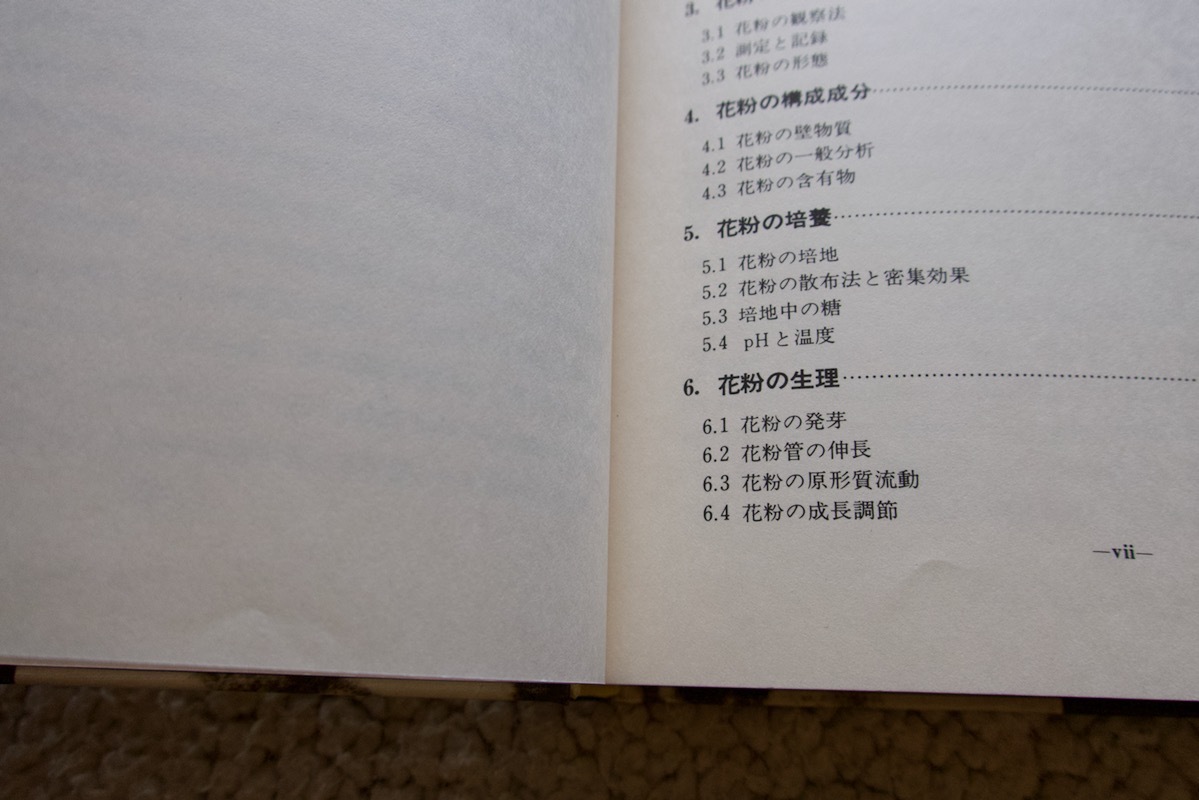 3. 花粉
3.1 花粉の観察法
3.2 測定と記録
3.3 花粉の形態
4. 花粉の構成成分
4.1 花粉の壁物質
4.2 花粉の一般分析
4.3 花粉の含有物
5. 花粉の培養
5.1 花粉の培地
5.2 花粉の散布法と密集効果
5.3 培地中の糖
5.4 pHと温度
6. 花粉の生理
6.1 花粉の発芽
6.2 花粉管の伸長
6.3 花粉の原形質流動
6.4 花粉の成長調節
—vii—